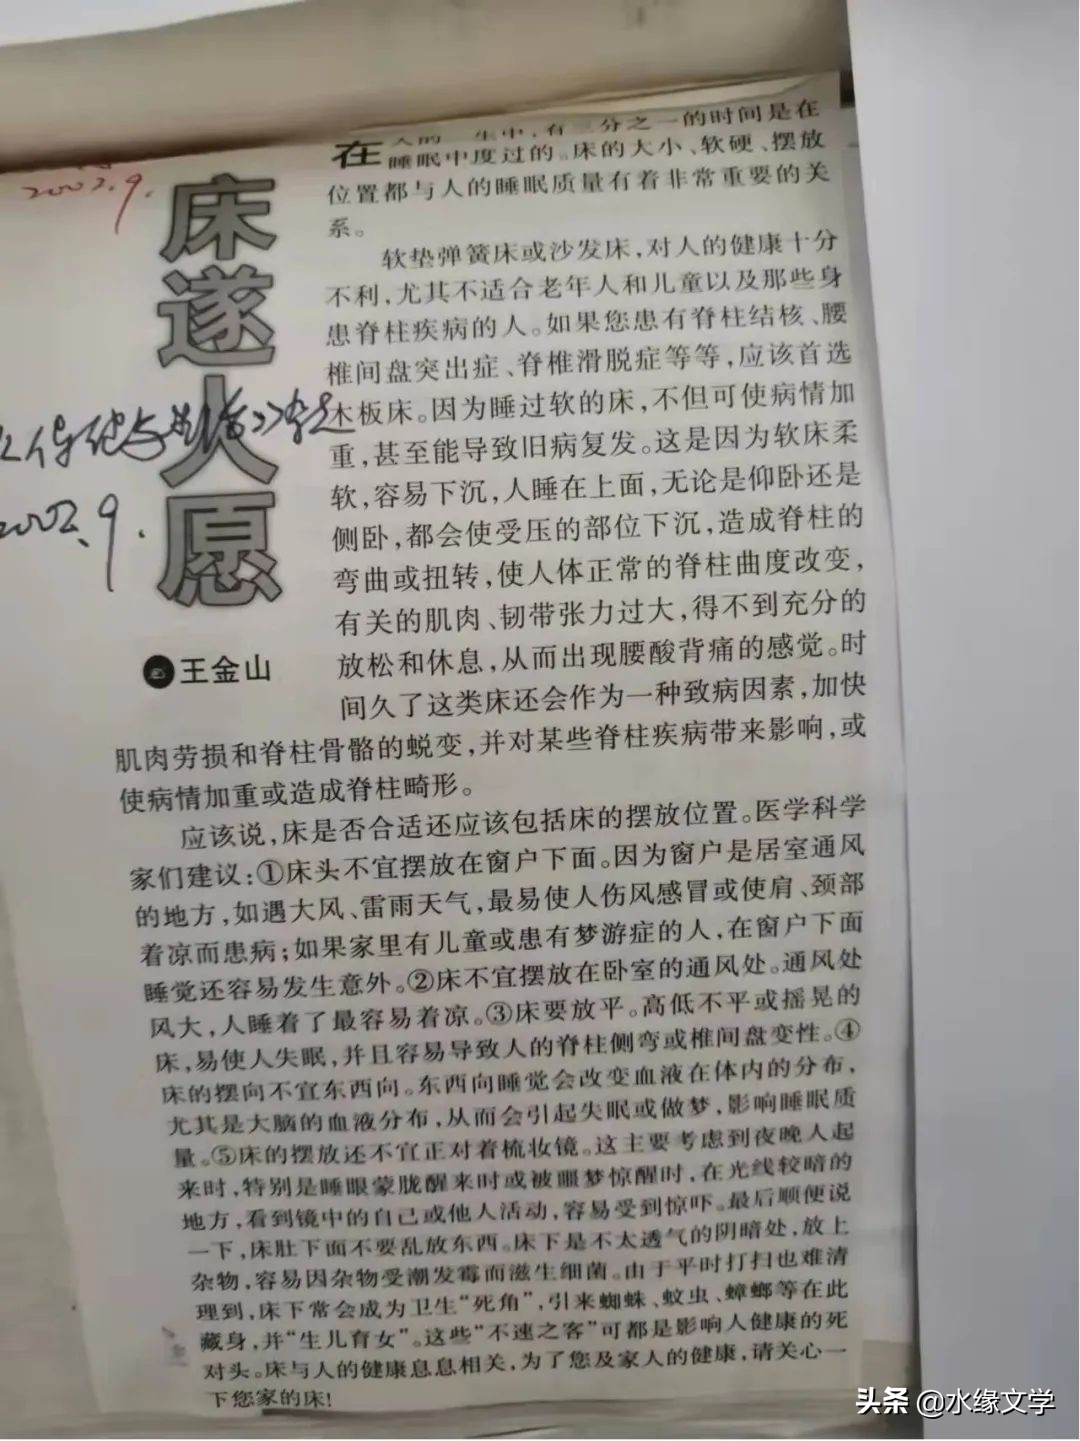 2002.9.
床遂人愿
2002.9.
王金山
在人的一生中,有三分之一的时间是在
睡眠中度过的。床的大小、软硬、摆放
位置都与人的睡眠质量有着非常重要的关
系。
软垫弹簧床或沙发床,对人的健康十分
不利,尤其不适合老年人和儿童以及那些身
患脊柱疾病的人。如果您患有脊柱结核、腰
椎间盘突出症、脊椎滑脱症等等,应该首选
木板床。因为睡过软的床,不但可使病情加
重,甚至能导致旧病复发。这是因为软床柔
软,容易下沉,人睡在上面,无论是仰卧还是
侧卧,都会使受压的部位下沉,造成脊柱的
弯曲或扭转,使人体正常的脊柱曲度改变,
有关的肌肉、韧带张力过大,得不到充分的
放松和休息,从而出现腰酸背痛的感觉。时
间久了这类床还会作为一种致病因素,加快
肌肉劳损和脊柱骨骼的蜕变,并对某些脊柱疾病带来影响,或
使病情加重或造成脊柱畸形。
应该说,床是否合适还应该包括床的摆放位置。医学科学
家们建议:①床头不宜摆放在窗户下面。因为窗户是居室通风
的地方,如遇大风、雷雨天气,最易使人伤风感冒或使肩、颈部
着凉而患病;如果家里有儿童或患有梦游症的人,在窗户下面
睡觉还容易发生意外。②床不宜摆放在卧室的通风处。通风处
风大,人睡着了最容易着凉。③床要放平。高低不平或摇晃的
床,易使人失眠,并且容易导致人的脊柱侧弯或椎间盘变性。④
床的摆向不宜东西向。东西向睡觉会改变血液在体内的分布,
尤其是大脑的血液分布,从而会引起失眠或做梦,影响睡眠质
量。⑤床的摆放还不宜正对着梳妆镜。这主要考虑到夜晚人起
来时,特别是睡眼蒙胧醒来时或被噩梦惊醒时,在光线较暗的
地方,看到镜中的自己或他人活动,容易受到惊吓。最后顺便说
一下,床肚下面不要乱放东西。床下是不太透气的阴暗处,放上
杂物,容易因杂物受潮发霉而滋生细菌。由于平时打扫也难清
理到,床下常会成为卫生“死角”,引来蜘蛛、蚊虫、蟑螂等在此
藏身,并“生儿育女”。这些“不速之客”可都是影响人健康的死
对头。床与人的健康息息相关,为了您及家人的健康,请关心一
下您家的床!
头条 @水缘文学